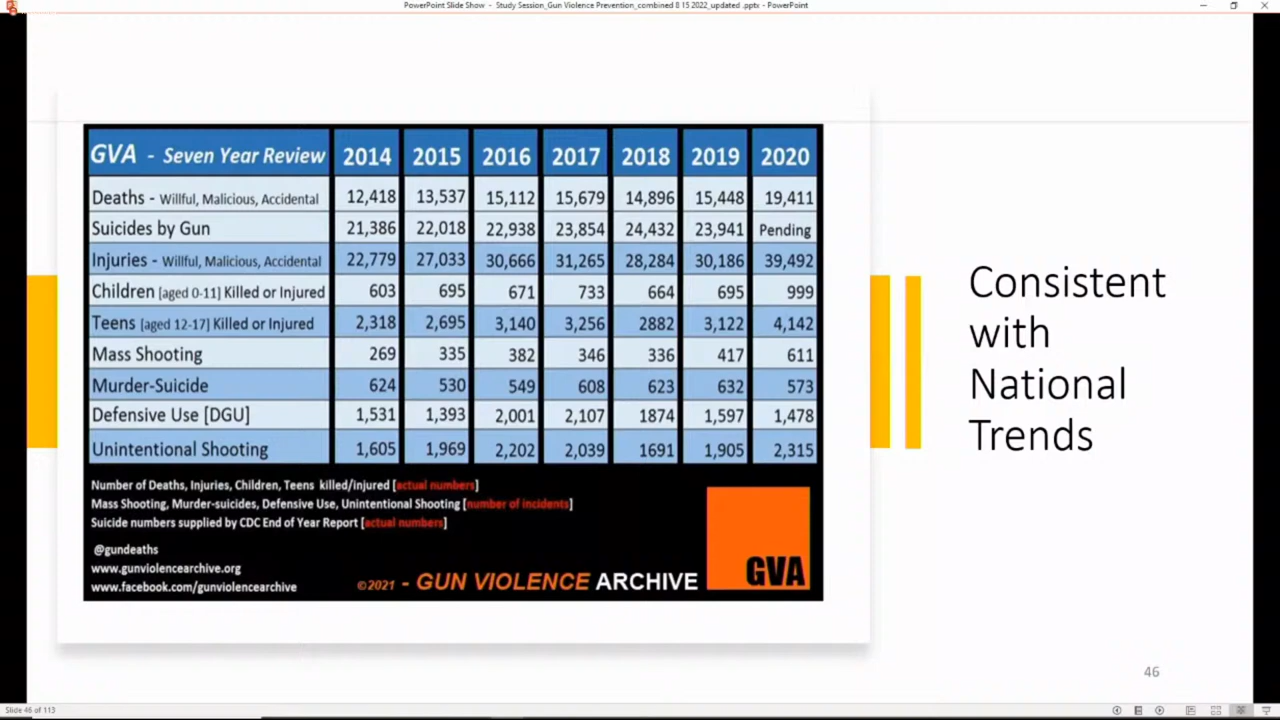 PowerPoint Slide Show - Study Session_Gun Violence Prevention_combined 8 15 2022_updated .pptx - PowerPoint
GVA - Seven Year Review 2014 2015 2016 2017 2018 2019 2020
Deaths - Willful, Malicious, Accidental 12,418 13,537 15,112 15,679 14,896 15,448 19,411
Suicides by Gun 21,386 22,018 22,938 23,854 24,432 23,941 Pending
Injuries - Willful, Malicious, Accidental 22,779 27,033 30,666 31,265 28,284 30,186 39,492
Children [aged 0-11] Killed or Injured 603 695 671 733 664 695 999
Teens [aged 12-17] Killed or Injured 2,318 2,695 3,140 3,256 2882 3,122 4,142
Mass Shooting 269 335 382 346 336 417 611
Murder-Suicide 624 530 549 608 623 632 573
Defensive Use [DGU] 1,531 1,393 2,001 2,107 1874 1,597 1,478
Unintentional Shooting 1,605 1,969 2,202 2,039 1691 1,905 2,315
Number of Deaths, Injuries, Children, Teens killed/injured [actual numbers]
Mass Shooting, Murder-suicides, Defensive Use, Unintentional Shooting [number of incidents]
Suicide numbers supplied by CDC End of Year Report [actual numbers]
@gundeaths
www.gunviolencearchive.org
www.facebook.com/gunviolencearchive
©2021 - GUN VIOLENCE ARCHIVE
GVA
Consistent
with
National
Trends
46
Slide 46 of 113